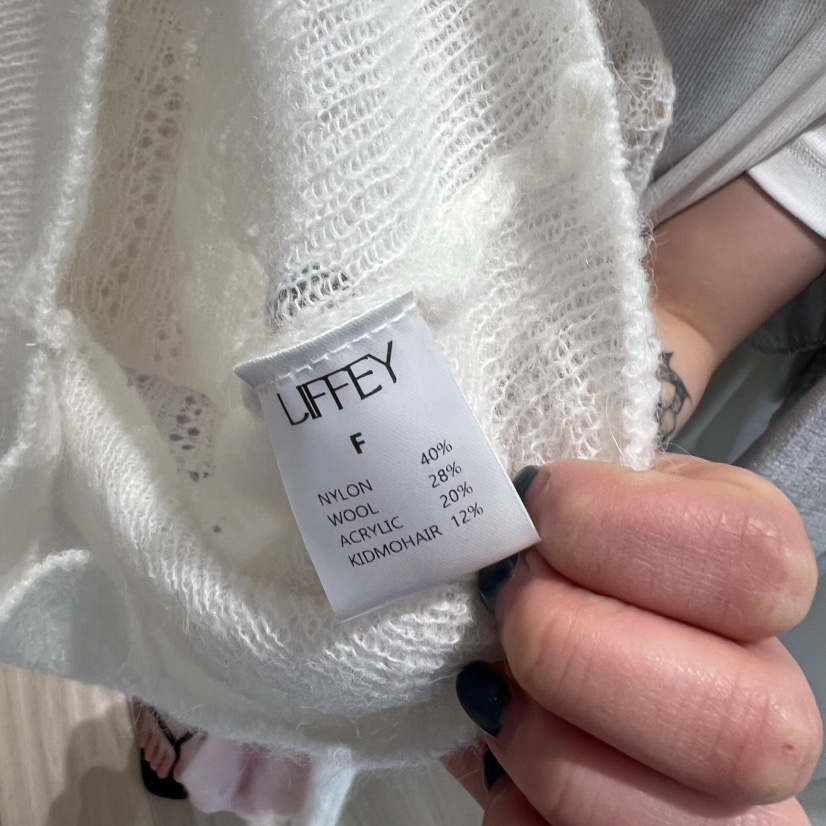 LIFFEY
F
NYLON 40%
WOOL 28%
ACRYLIC 20%
KIDMOHAIR 12%